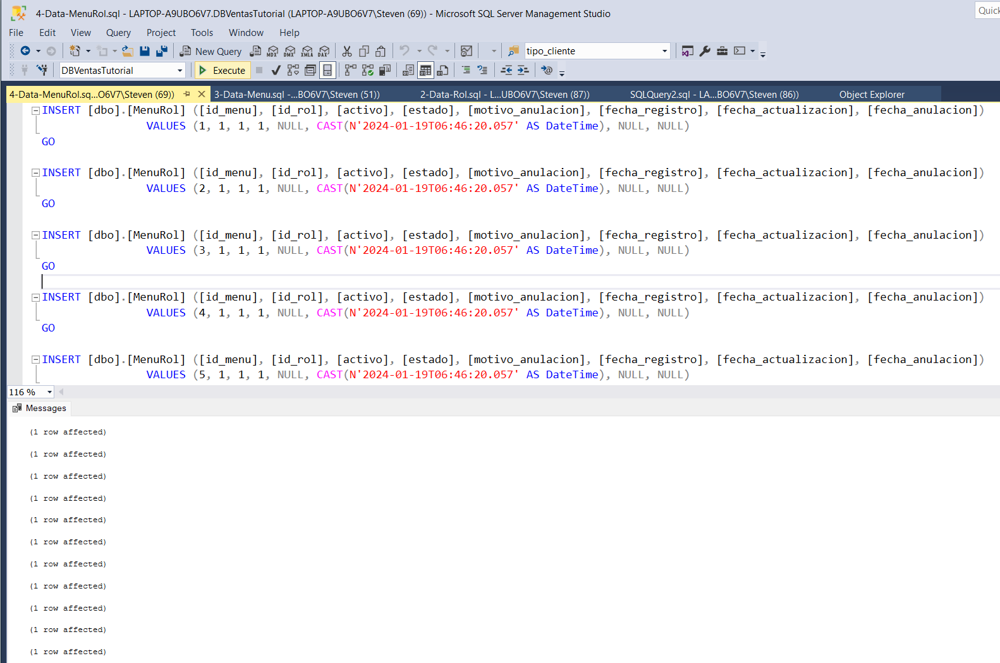 4-Data-MenuRol.sql - LAPTOP-A9UBO6V7.DBVentasTutorial (LAPTOP-A9UBO6V7\Steven (69)) - Microsoft SQL Server Management Studio
Quick
File Edit View Query Project Tools Window Help
New Query MDX DMX XMLA DAX tipo_cliente
DBVentasTutorial Execute
4-Data-MenuRol.sq...O6V7\Steven (69)) 3-Data-Menu.sql -...BO6V7\Steven (51)) 2-Data-Rol.sql - L...UBO6V7\Steven (87)) SQLQuery2.sql - LA...BO6V7\Steven (86)) Object Explorer
INSERT [dbo].[MenuRol] ([id_menu], [id_rol], [activo], [estado], [motivo_anulacion], [fecha_registro], [fecha_actualizacion], [fecha_anulacion])
VALUES (1, 1, 1, 1, NULL, CAST(N'2024-01-19T06:46:20.057' AS DateTime), NULL, NULL)
GO
INSERT [dbo].[MenuRol] ([id_menu], [id_rol], [activo], [estado], [motivo_anulacion], [fecha_registro], [fecha_actualizacion], [fecha_anulacion])
VALUES (2, 1, 1, 1, NULL, CAST(N'2024-01-19T06:46:20.057' AS DateTime), NULL, NULL)
GO
INSERT [dbo].[MenuRol] ([id_menu], [id_rol], [activo], [estado], [motivo_anulacion], [fecha_registro], [fecha_actualizacion], [fecha_anulacion])
VALUES (3, 1, 1, 1, NULL, CAST(N'2024-01-19T06:46:20.057' AS DateTime), NULL, NULL)
GO
INSERT [dbo].[MenuRol] ([id_menu], [id_rol], [activo], [estado], [motivo_anulacion], [fecha_registro], [fecha_actualizacion], [fecha_anulacion])
VALUES (4, 1, 1, 1, NULL, CAST(N'2024-01-19T06:46:20.057' AS DateTime), NULL, NULL)
GO
INSERT [dbo].[MenuRol] ([id_menu], [id_rol], [activo], [estado], [motivo_anulacion], [fecha_registro], [fecha_actualizacion], [fecha_anulacion])
VALUES (5, 1, 1, 1, NULL, CAST(N'2024-01-19T06:46:20.057' AS DateTime), NULL, NULL)
116 %
Messages
(1 row affected)
(1 row affected)
(1 row affected)
(1 row affected)
(1 row affected)
(1 row affected)
(1 row affected)
(1 row affected)
(1 row affected)
(1 row affected)
(1 row affected)